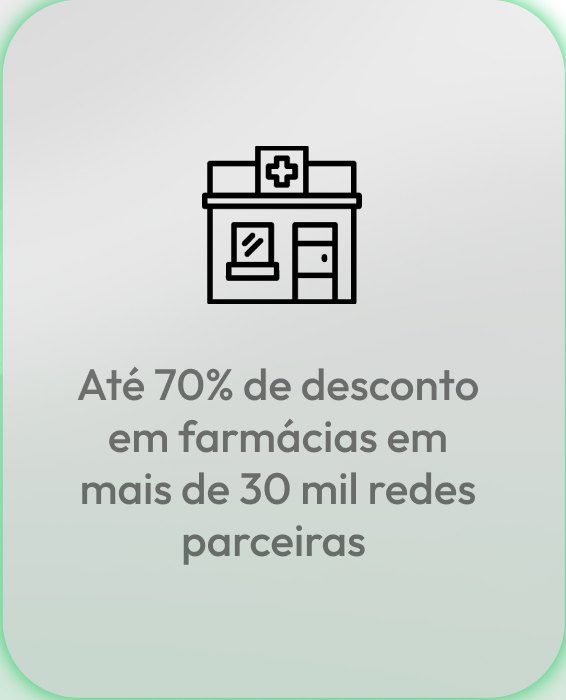 Até 70% de desconto
em farmácias em
mais de 30 mil redes
parceiras